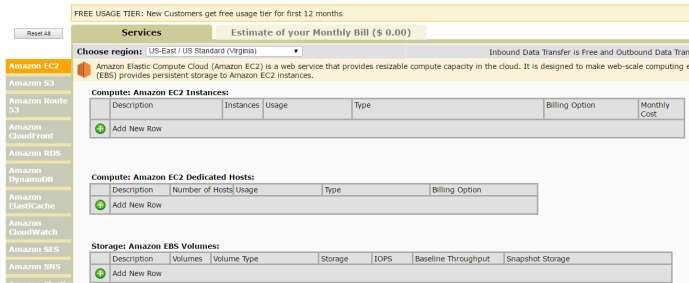 FREE USAGE TIER: New Customers get free usage tier for first 12 months
Reset All
Services
Estimate of your Monthly Bill ($ 0.00)
Choose region: US-East / US Standard (Virginia)
Inbound Data Transfer is Free and Outbound Data Tran
Amazon EC2
Amazon S3
Amazon Route
53
Amazon
CloudFront
Amazon RDS
Amazon
DynamoDB
Amazon
ElastiCache
Amazon
CloudWatch
Amazon SES
Amazon SNS
Amazon Elastic Compute Cloud (Amazon EC2) is a web service that provides resizable compute capacity in the cloud. It is designed to make web-scale computing e
(EBS) provides persistent storage to Amazon EC2 instances.
Compute: Amazon EC2 Instances:
Description Instances Usage Type Billing Option Monthly
Cost
Add New Row
Compute: Amazon EC2 Dedicated Hosts:
Description Number of Hosts Usage Type Billing Option
Add New Row
Storage: Amazon EBS Volumes:
Description Volumes Volume Type Storage IOPS Baseline Throughput Snapshot Storage
Add New Row